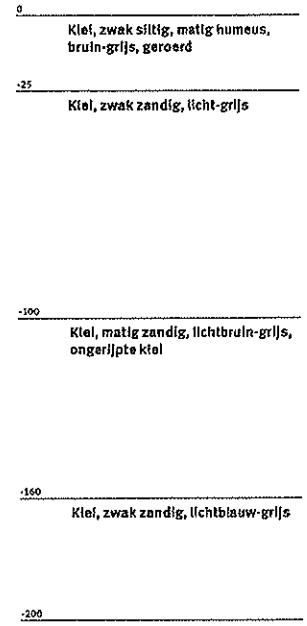 0
Klei, zwak siltig, matig humeus,
bruin-grijs, geroerd
-25
Klei, zwak zandig, licht-grijs
-100
Klei, matig zandig, lichtbruin-grijs,
ongerijpte klei
-160
Klei, zwak zandig, lichtblauw-grijs
-200